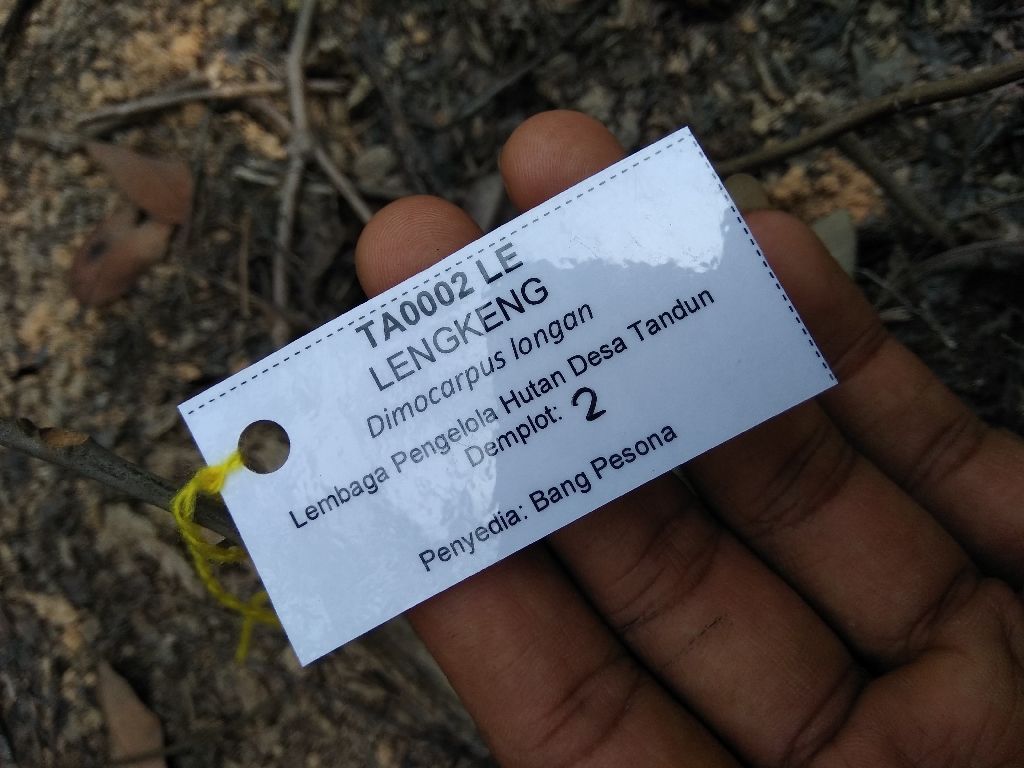 TA0002 LE
LENGKENG
Dimocarpus longan
Lembaga Pengelola Hutan Desa Tandun
Demplot: 2
Penyedia: Bang Pesona